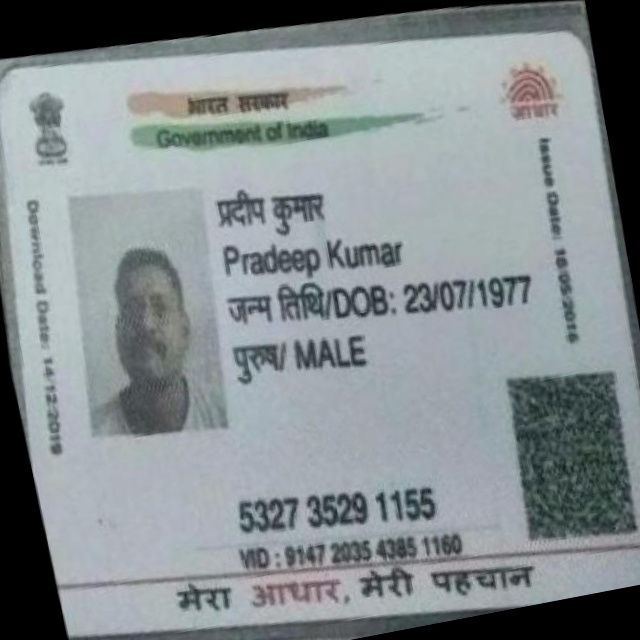 भारत सरकार
Government of India
आधार
Download Date: 14/12/2019
Issue Date: 18/05/2016
प्रदीप कुमार
Pradeep Kumar
जन्म तिथि/DOB: 23/07/1977
पुरुष/ MALE
5327 3529 1155
VID : 9147 2035 4385 1160
मेरा आधार, मेरी पहचान